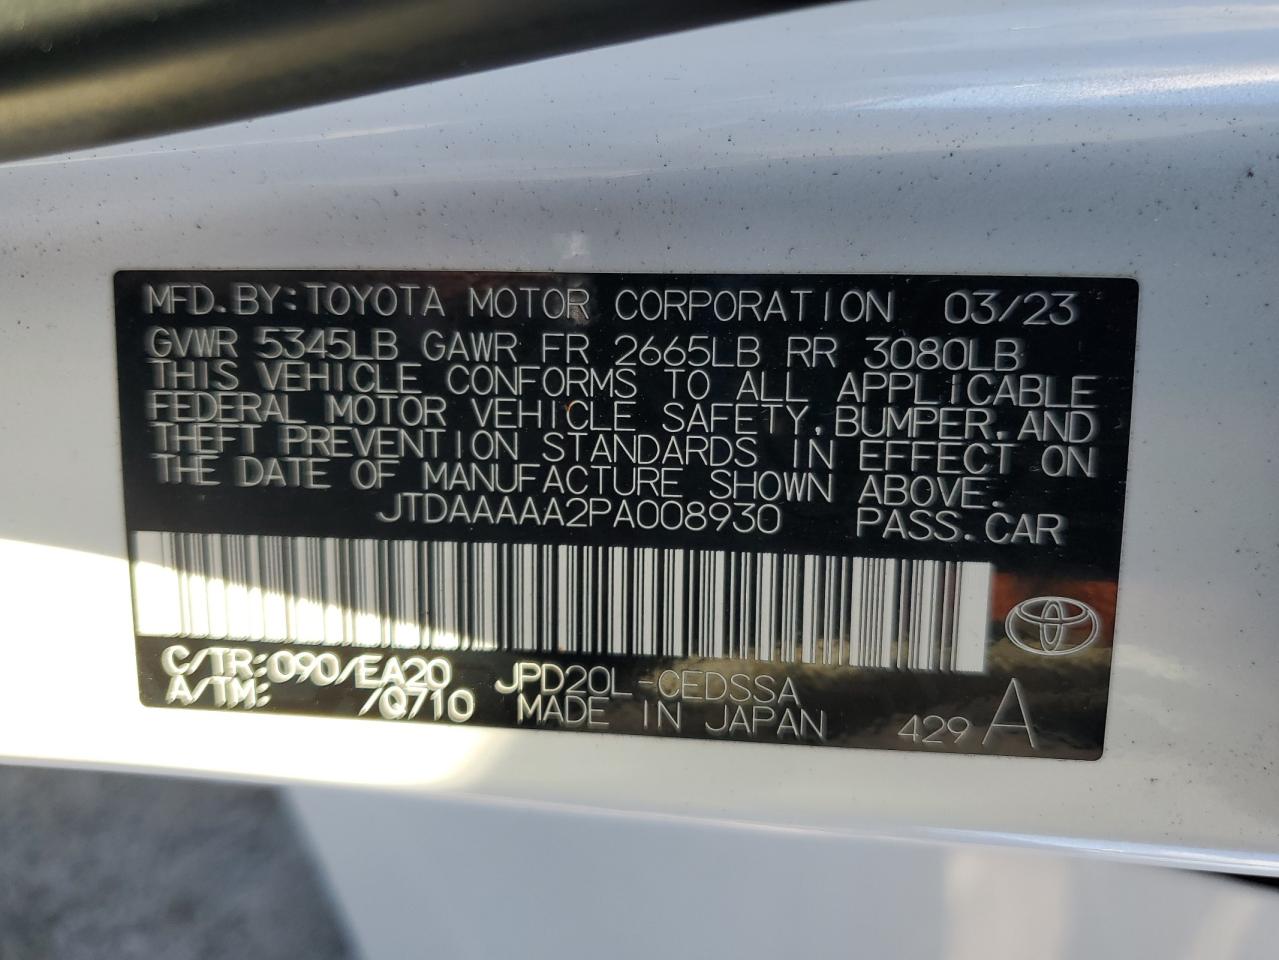 MFD.BY:TOYOTA MOTOR CORPORATION 03/23
GVWR 5345LB GAWR FR 2665LB RR 3080LB
THIS VEHICLE CONFORMS TO ALL APPLICABLE
FEDERAL MOTOR VEHICLE SAFETY,BUMPER,AND
THEFT PREVENTION STANDARDS IN EFFECT ON
THE DATE OF MANUFACTURE SHOWN ABOVE.
JTDAAAAA2PA008930 PASS.CAR
C/TR:090/EA20 JPD20L-CEDSSA
A/TM: /Q710 MADE IN JAPAN 429 A